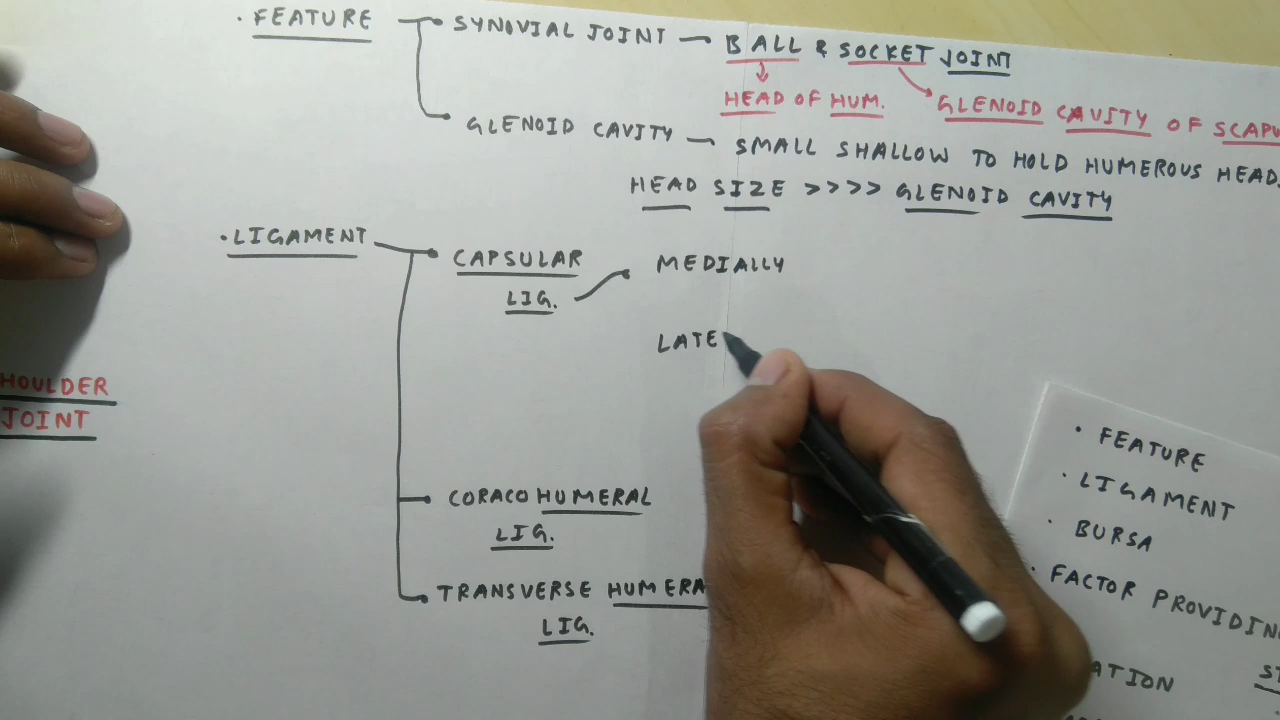 . FEATURE
SYNOVIAL JOINT — BALL & SOCKET JOINT
HEAD OF HUM.
GLENOID CAVITY OF SCAPU
GLENOID CAVITY — SMALL SHALLOW TO HOLD HUMEROUS HEAD.
HEAD SIZE >>>> GLENOID CAVITY
. LIGAMENT
CAPSULAR
LIG.
MEDIALLY
LATE
HOULDER
JOINT
CORACO HUMERAL
LIG.
TRANSVERSE HUMERA
LIG.
• FEATURE
• LIGAMENT
• BURSA
• FACTOR PROVIDIN
ATION